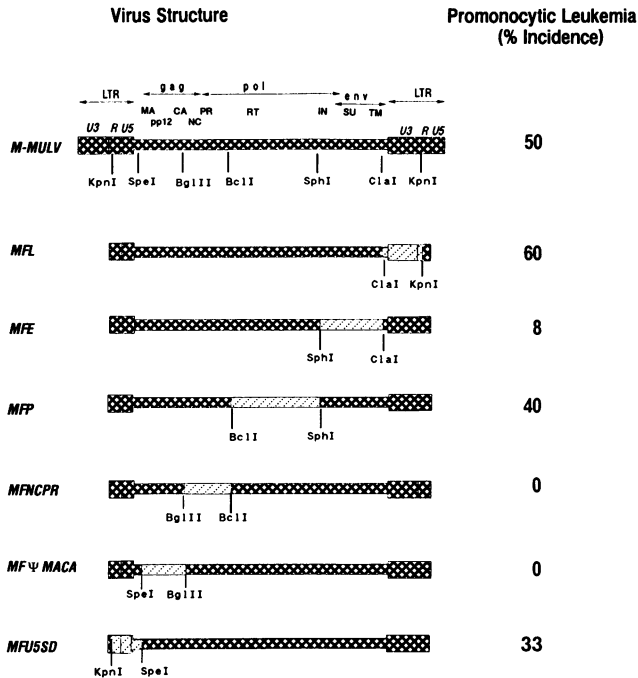 Virus Structure
Promonocytic Leukemia
(% Incidence)
LTR
gag
pol
env
LTR
MA
pp12
CA
NC
PR
RT
IN
SU
TM
U3
R
U5
U3
R
U5
M-MULV
50
KpnI
SpeI
BglII
BclI
SphI
ClaI
KpnI
MFL
60
ClaI
KpnI
MFE
8
SphI
ClaI
MFP
40
BclI
SphI
MFNCPR
0
BglII
BclI
MFΨMACA
0
SpeI
BglII
MFU5SD
33
KpnI
SpeI